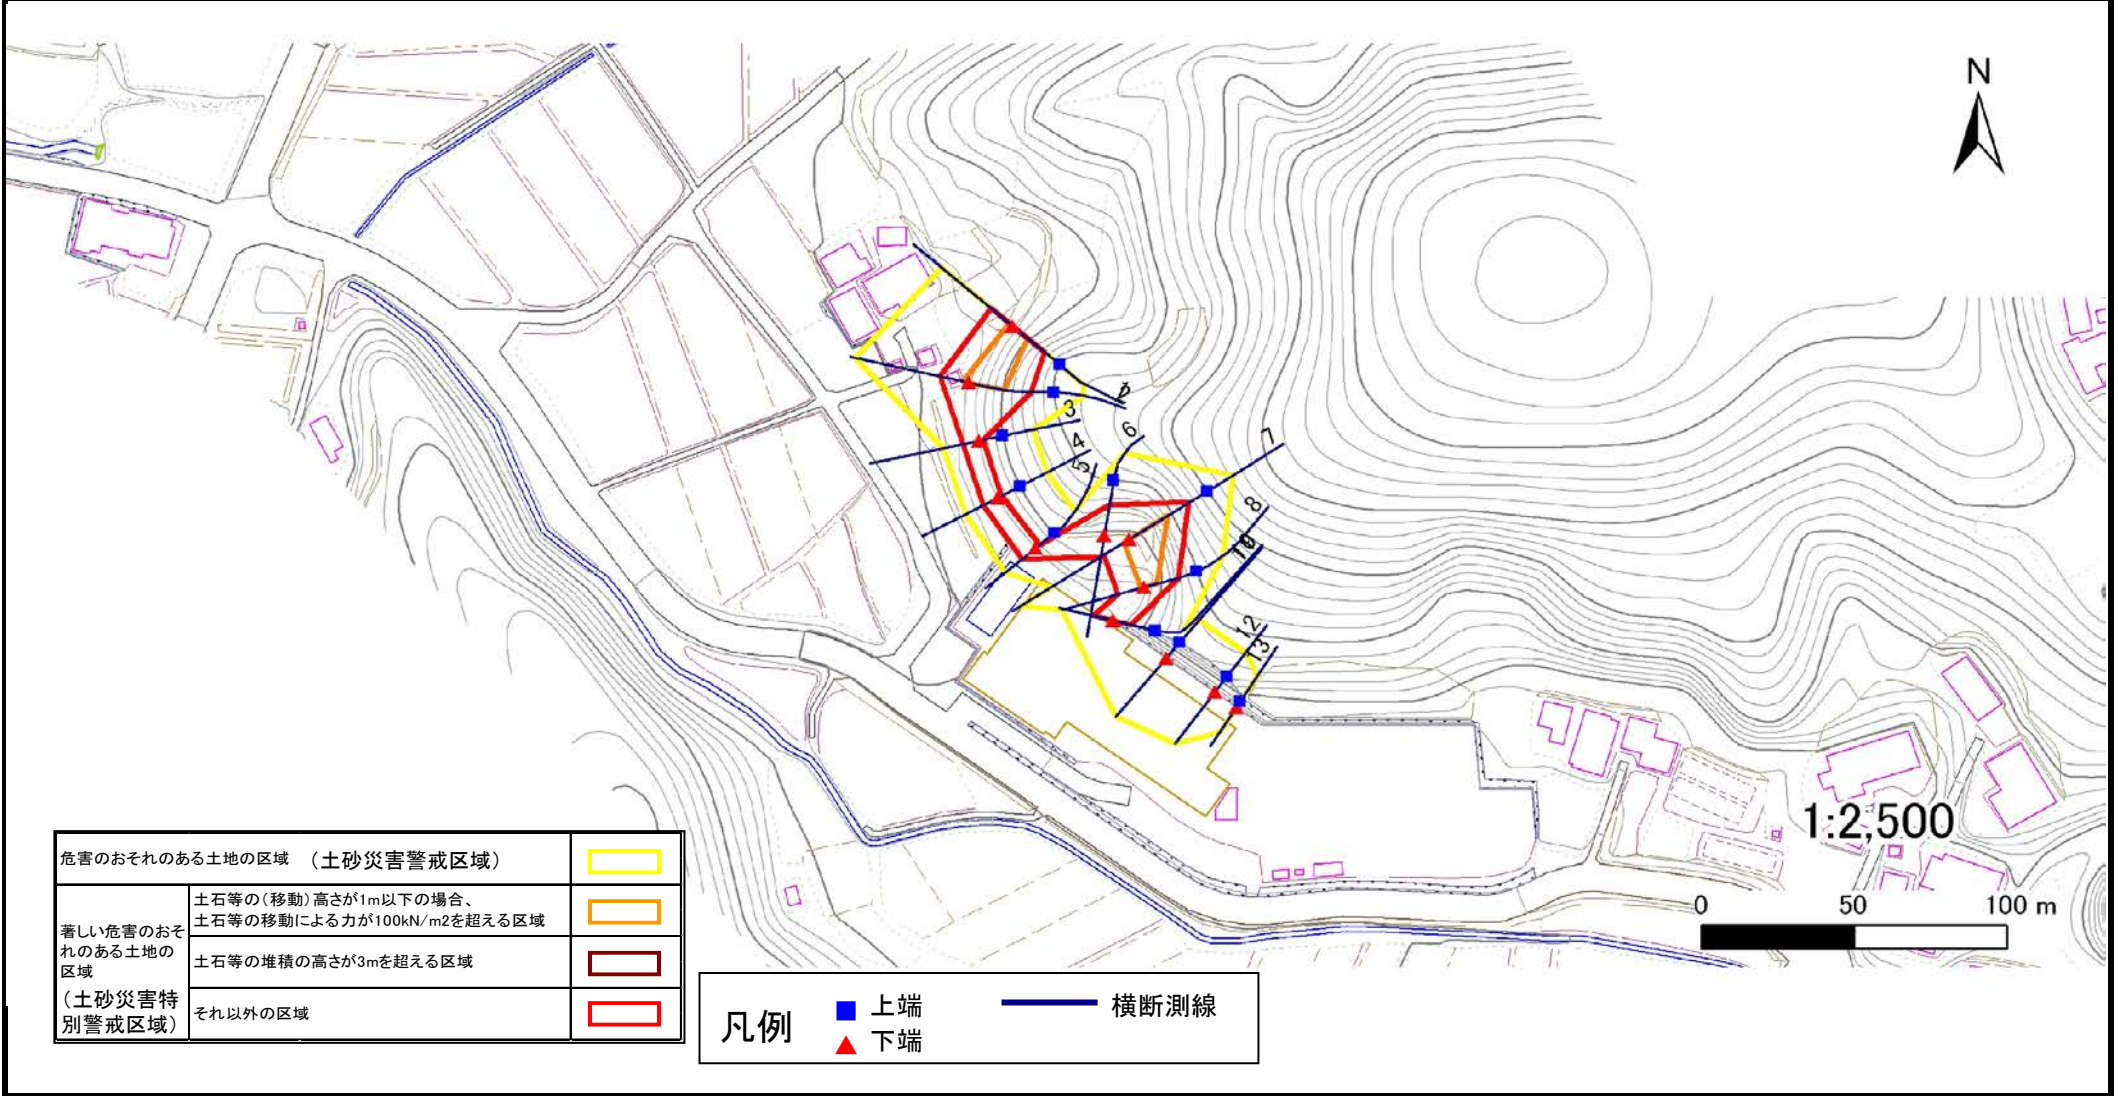 N
3
4
5
6
7
8
12
13
1:2,500
0 50 100 m
危害のおそれのある土地の区域 （土砂災害警戒区域）
著しい危害のおそ
れのある土地の
区域
（土砂災害特
別警戒区域）
土石等の（移動）高さが1m以下の場合、
土石等の移動による力が100kN/m2を超える区域
土石等の堆積の高さが3mを超える区域
それ以外の区域
凡例
上端
下端
横断測線